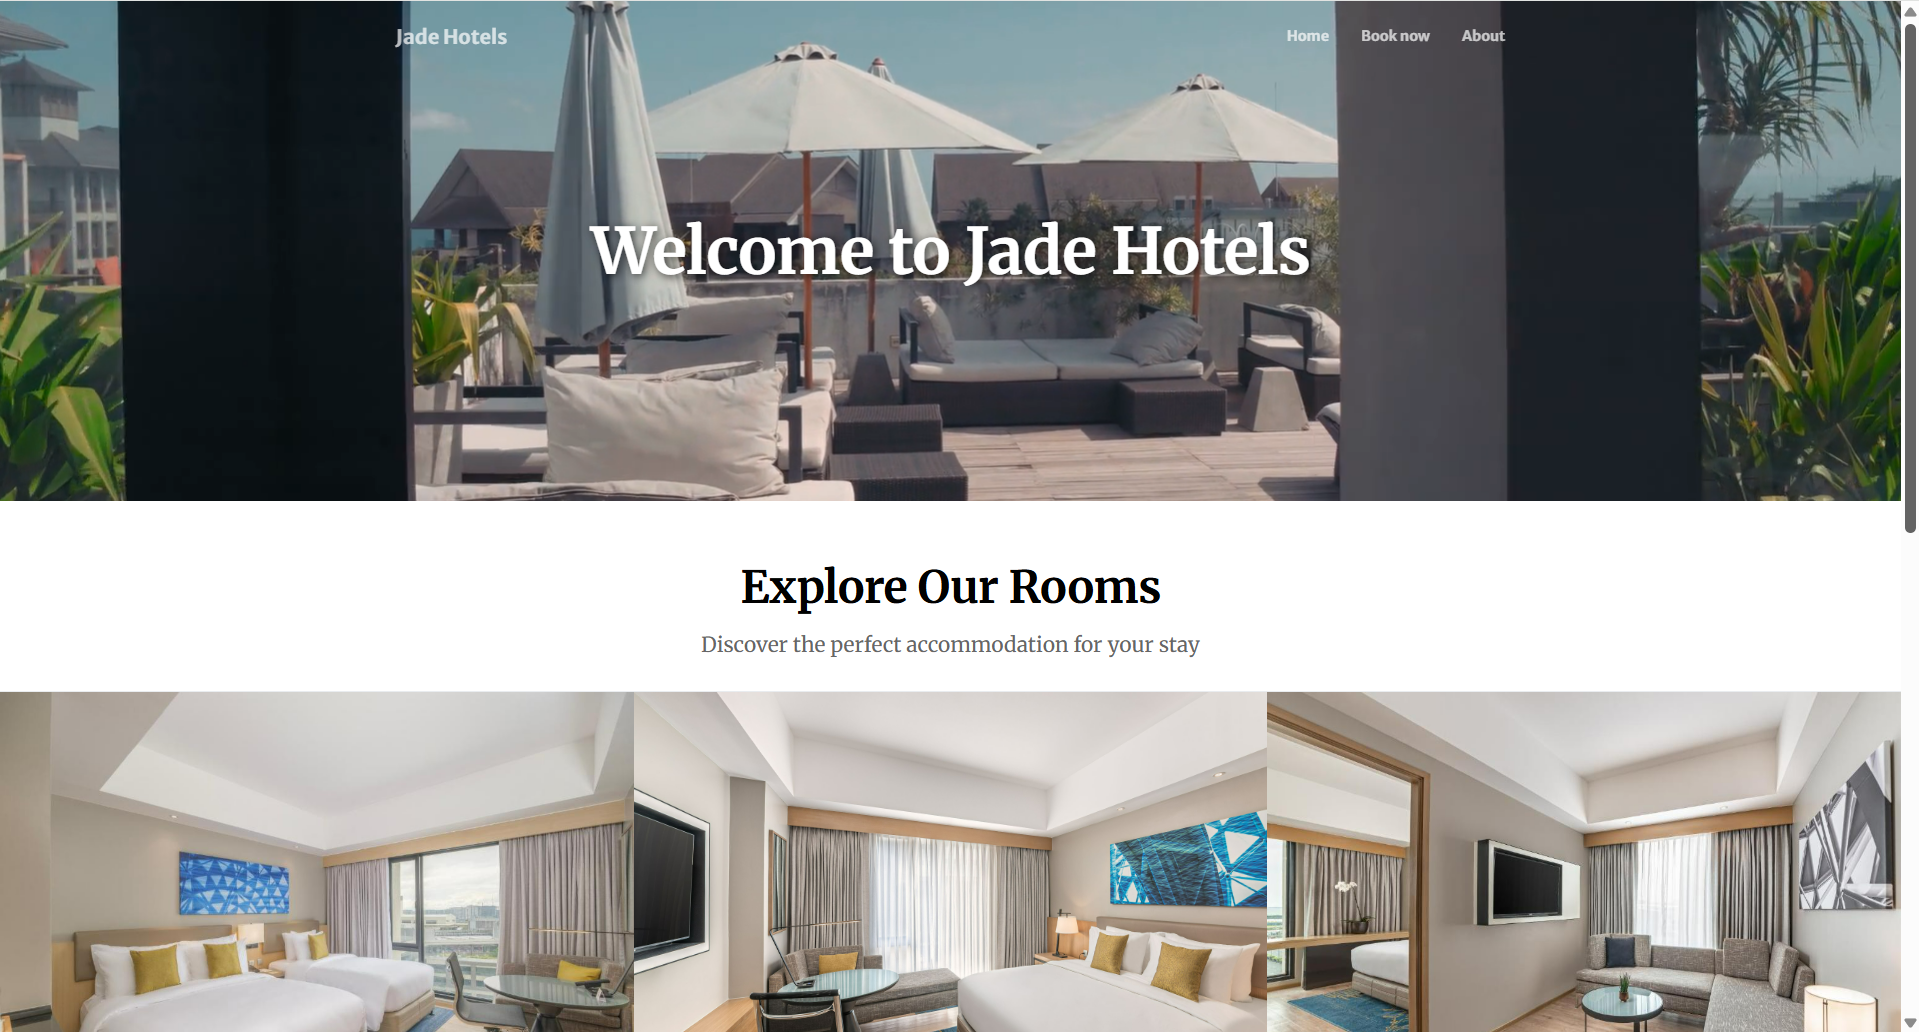 Jade Hotels
Home Book now About
Welcome to Jade Hotels
Explore Our Rooms
Discover the perfect accommodation for your stay